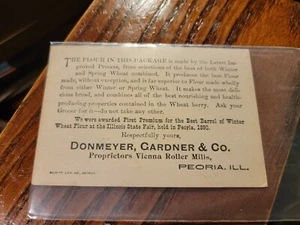 THE FLOUR IN THIS PACKAGE is made by the Latest Im-
proved Process, from selections of the best of both Winter
and Spring Wheat combined. It produces the best Flour
made, without exception, and is far superior to Flour made wholly
from either Winter or Spring Wheat. It makes the most deli-
cious bread, and combines all of the most nourishing and health-
producing properties contained in the Wheat berry. Ask your
Grocer for it—do not take any other.
We were awarded First Premium for the Best Barrel of Winter
Wheat Flour at the Illinois State Fair, held in Peoria, 1880.
Respectfully yours,
DONMEYER, GARDNER & CO.
Proprietors Vienna Roller Mills,
PEORIA, ILL.